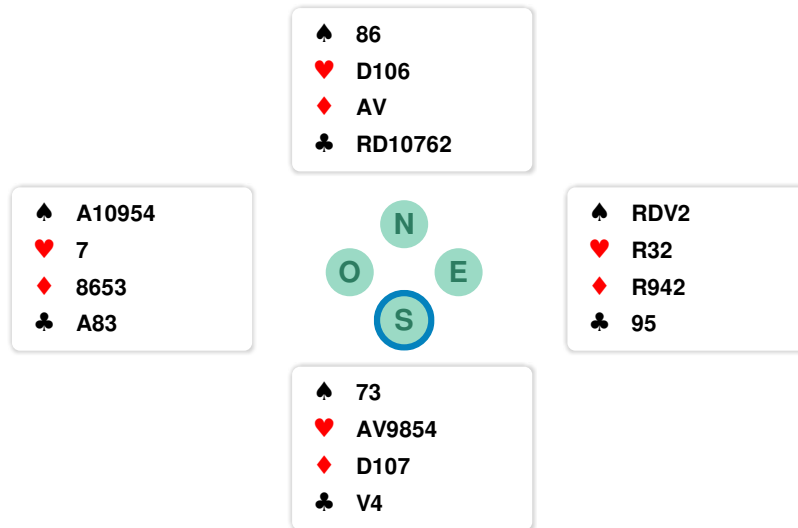 ♠ 86
♥ D106
♦ AV
♣ RD10762
♠ A10954
♥ 7
♦ 8653
♣ A83
N
O E
S
♠ RDV2
♥ R32
♦ R942
♣ 95
♠ 73
♥ AV9854
♦ D107
♣ V4